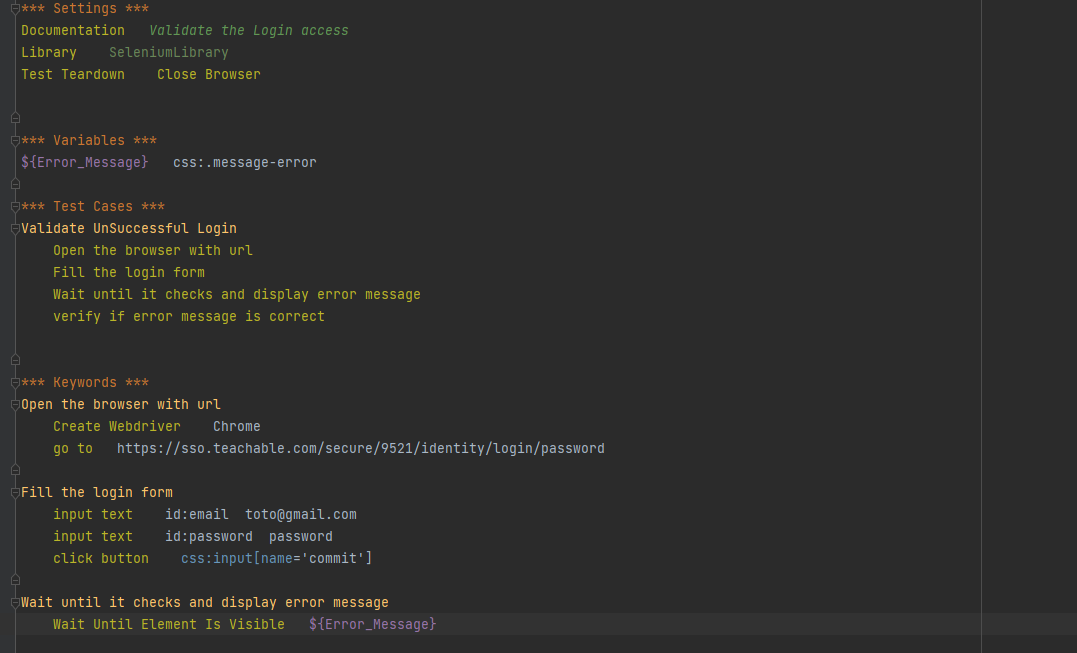 *** Settings ***
Documentation   Validate the Login access
Library    SeleniumLibrary
Test Teardown    Close Browser
*** Variables ***
${Error_Message}   css:.message-error
*** Test Cases ***
Validate UnSuccessful Login
    Open the browser with url
    Fill the login form
    Wait until it checks and display error message
    verify if error message is correct
*** Keywords ***
Open the browser with url
    Create Webdriver    Chrome
    go to   https://sso.teachable.com/secure/9521/identity/login/password
Fill the login form
    input text    id:email  toto@gmail.com
    input text    id:password  password
    click button    css:input[name='commit']
Wait until it checks and display error message
    Wait Until Element Is Visible   ${Error_Message}